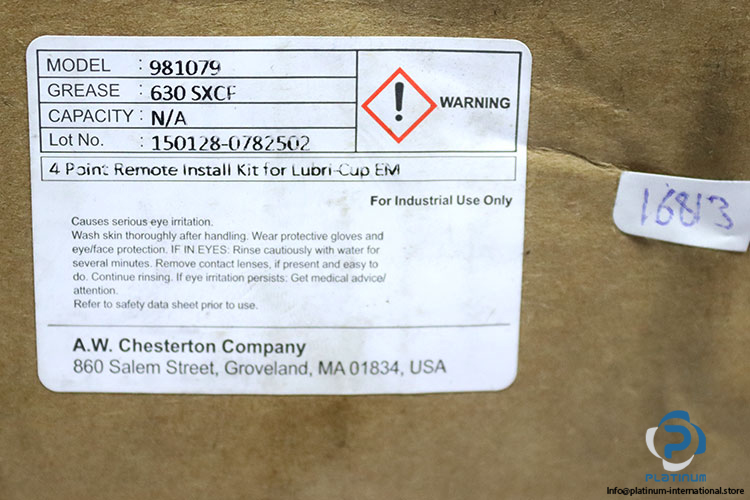 MODEL : 981079
GREASE : 630 SXCF
CAPACITY : N/A
Lot No. : 150128-0782502
WARNING
4 Point Remote Install Kit for Lubri-Cup EM
For Industrial Use Only
Causes serious eye irritation.
Wash skin thoroughly after handling. Wear protective gloves and
eye/face protection. IF IN EYES: Rinse cautiously with water for
several minutes. Remove contact lenses, if present and easy to
do. Continue rinsing. If eye irritation persists: Get medical advice/
attention.
Refer to safety data sheet prior to use.
A.W. Chesterton Company
860 Salem Street, Groveland, MA 01834, USA
16813
PLATINUM
Info@platinum-international.store